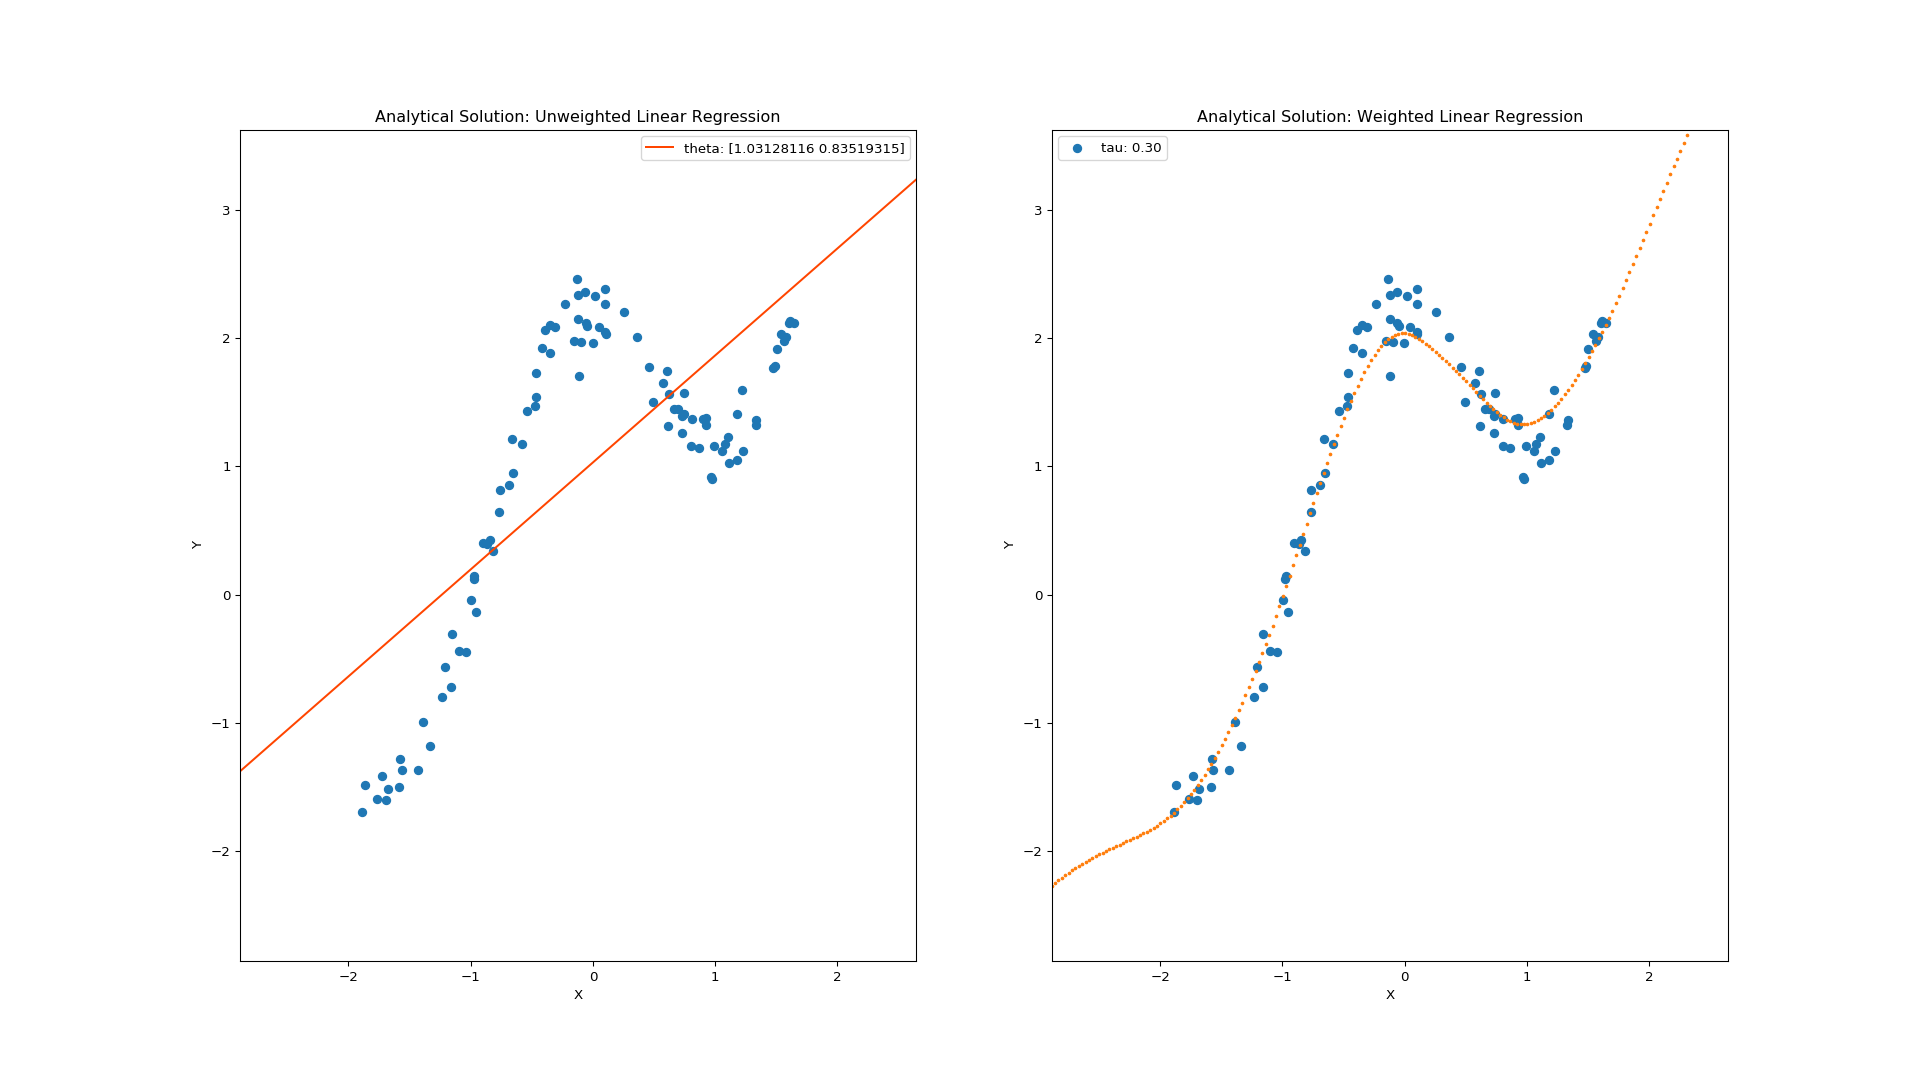 Analytical Solution: Unweighted Linear Regression
theta: [1.03128116 0.83519315]
3
2
1
0
−1
−2
Y
−2
−1
0
1
2
X
Analytical Solution: Weighted Linear Regression
tau: 0.30
3
2
1
0
−1
−2
Y
−2
−1
0
1
2
X